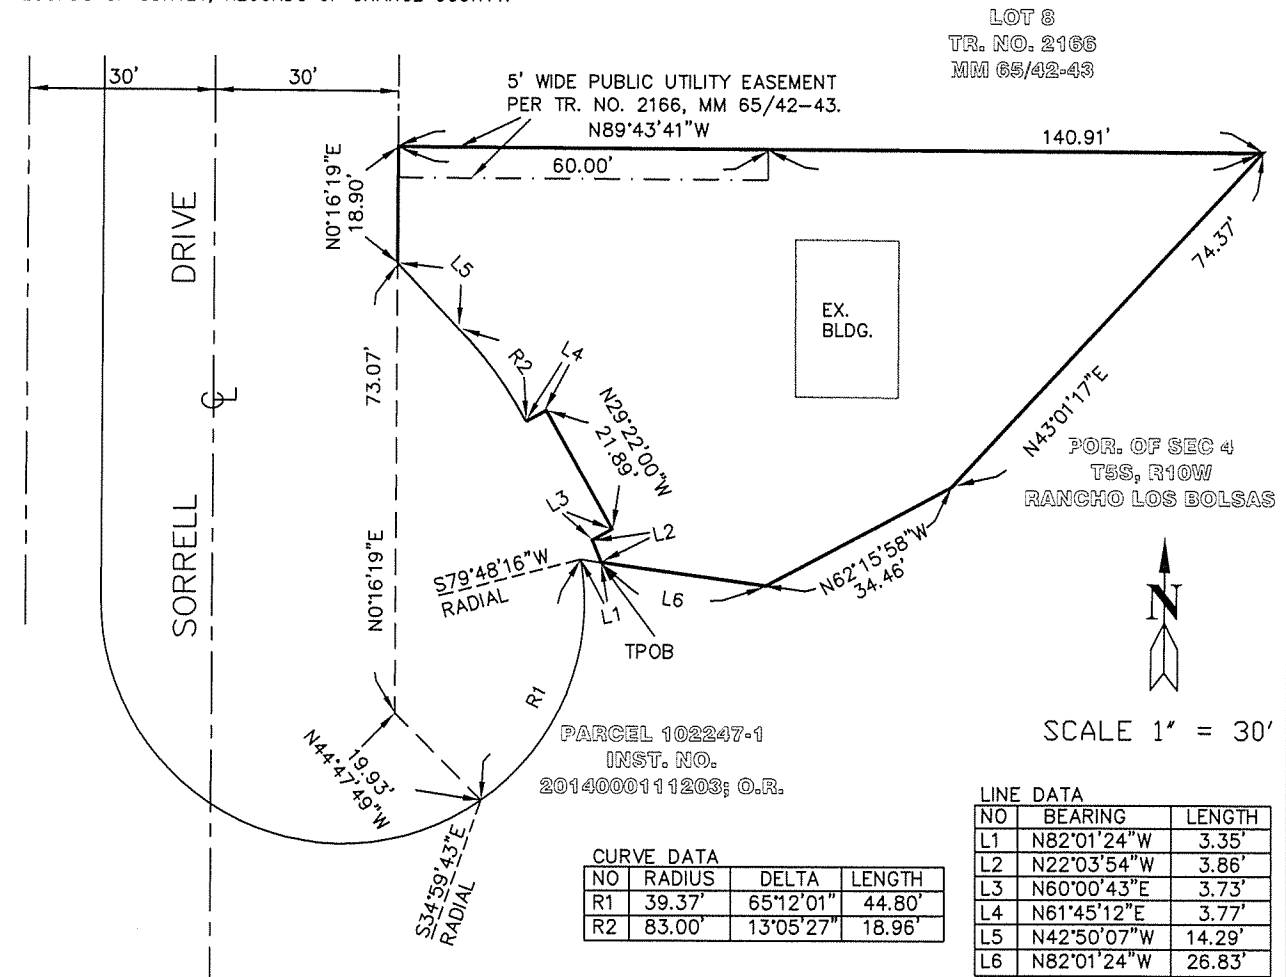 LOT 8
TR. NO. 2166
MM 65/42-43
30'
30'
5' WIDE PUBLIC UTILITY EASEMENT
PER TR. NO. 2166, MM 65/42-43.
N89°43'41"W
140.91'
60.00'
N0°16'19"E
18.90'
DRIVE
L5
74.37'
EX.
BLDG.
R2
L4
73.07'
N29°22'00"W
21.89'
N43°01'17"E
POR. OF SEC 4
T5S, R10W
RANCHO LOS BOLSAS
L3
L2
SORRELL
N0°16'19"E
S79°48'16"W
RADIAL
L1
L6
N62°15'58"W
34.46'
N
TPOB
R1
PARCEL 102247-1
INST. NO.
2014000111203; O.R.
SCALE 1" = 30'
19.93'
N44°47'49"W
S34°59'43"E
RADIAL
CURVE DATA
NO RADIUS DELTA LENGTH
R1 39.37' 65°12'01" 44.80'
R2 83.00' 13°05'27" 18.96'
LINE DATA
NO BEARING LENGTH
L1 N82°01'24"W 3.35'
L2 N22°03'54"W 3.86'
L3 N60°00'43"E 3.73'
L4 N61°45'12"E 3.77'
L5 N42°50'07"W 14.29'
L6 N82°01'24"W 26.83'